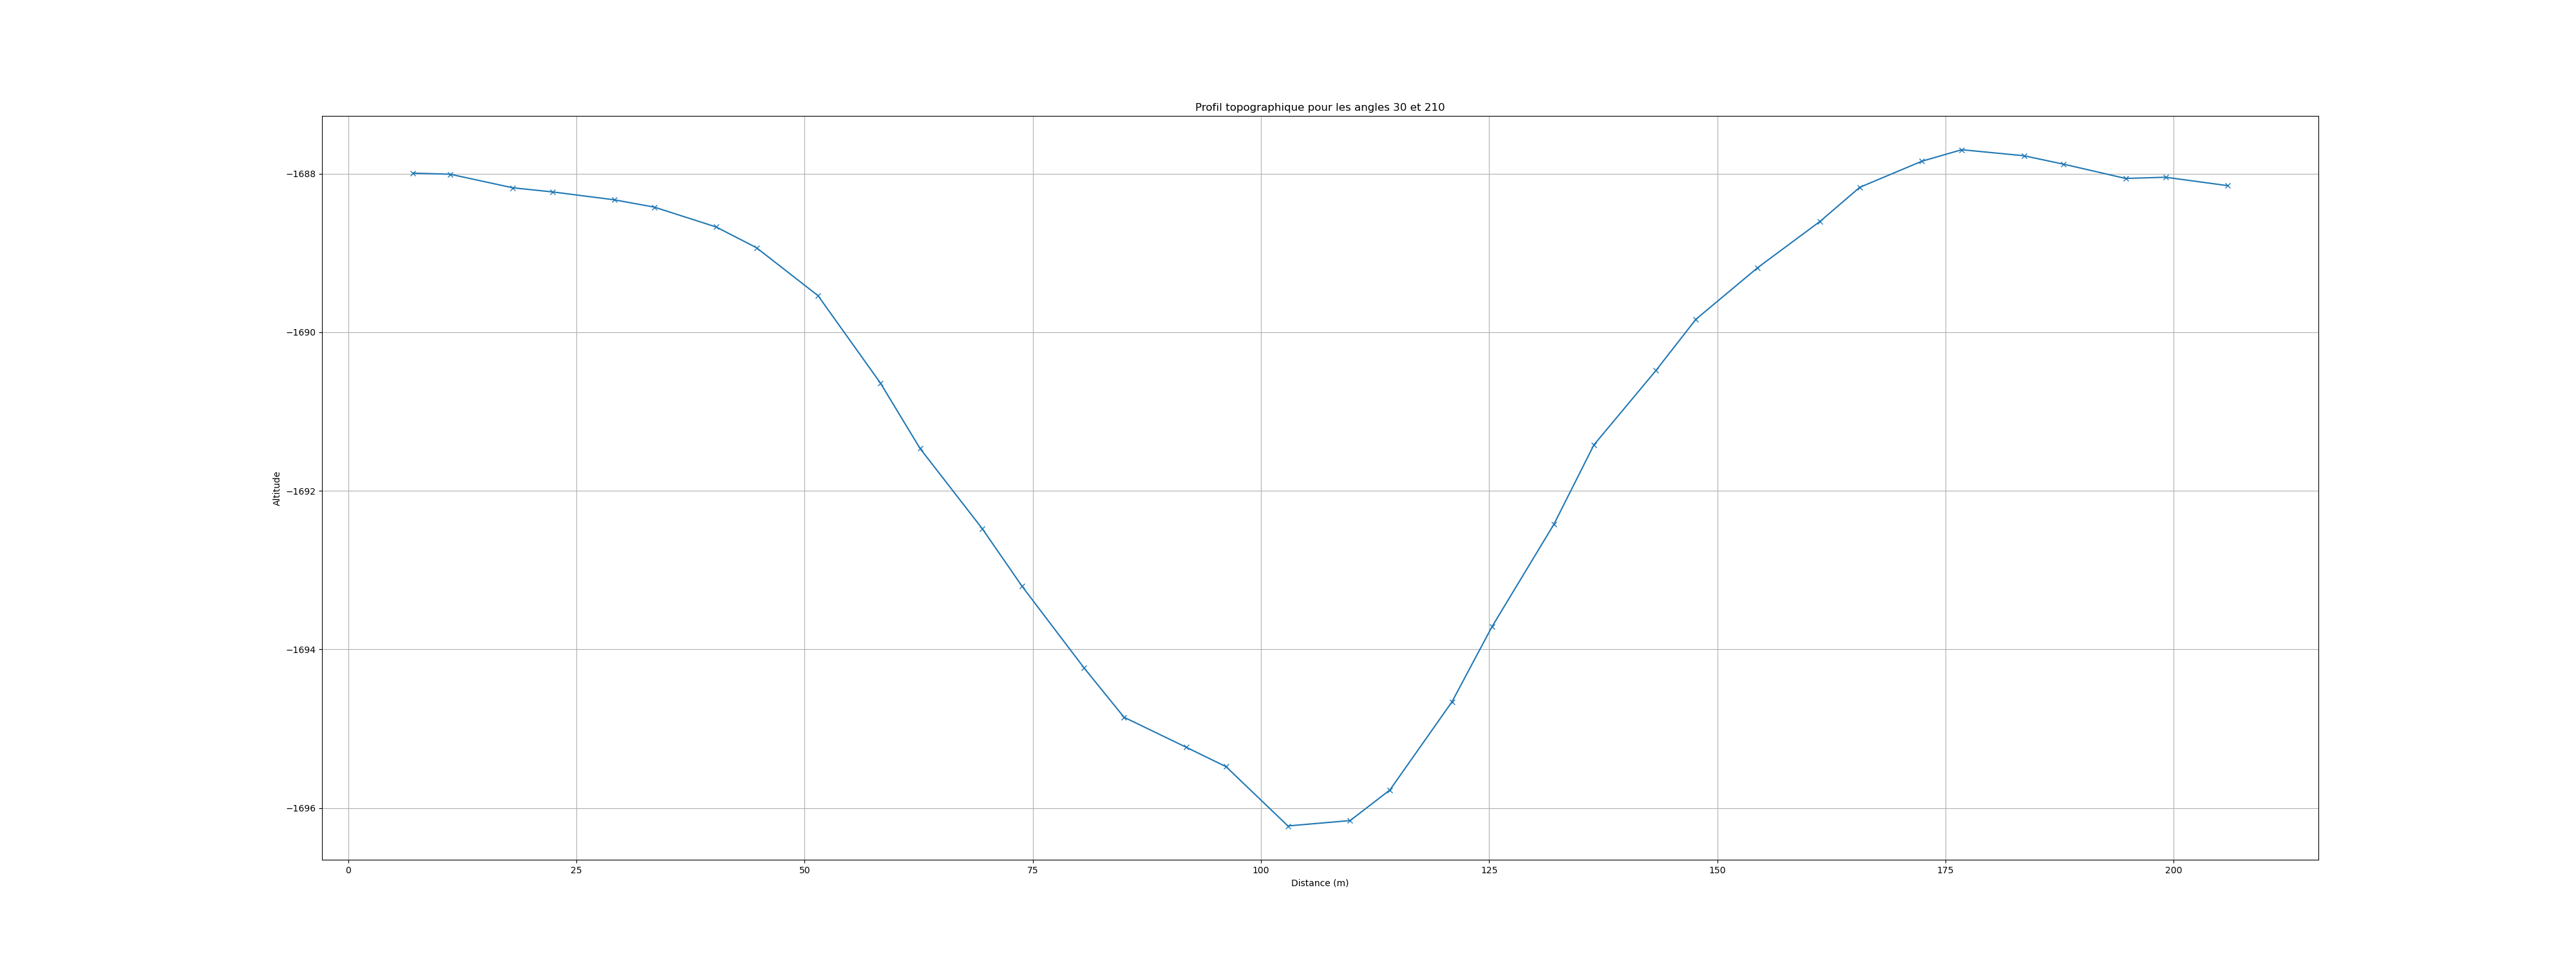 Profil topographique pour les angles 30 et 210
−1688
−1690
−1692
−1694
−1696
Altitude
0 25 50 75 100 125 150 175 200
Distance (m)